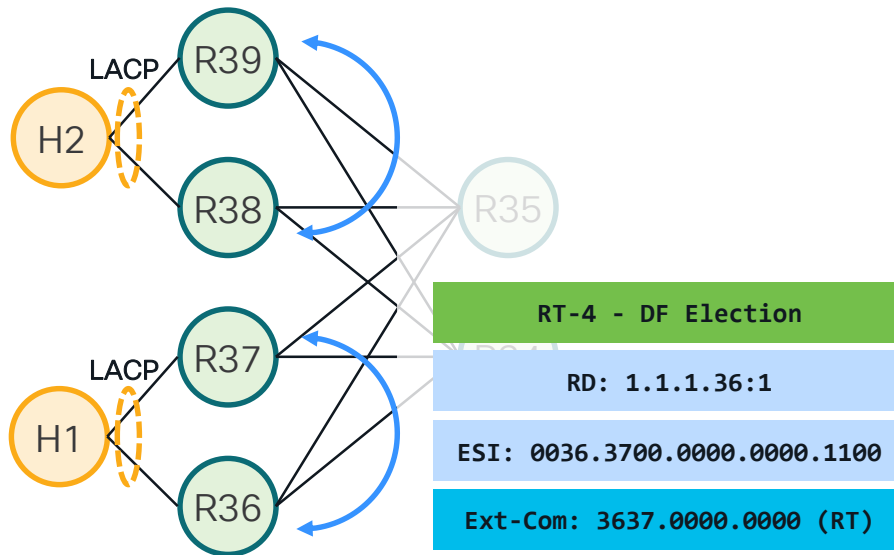 R39
LACP
H2
R38
R35
RT-4 - DF Election
R37
RD: 1.1.1.36:1
LACP
H1
ESI: 0036.3700.0000.0000.1100
R36
Ext-Com: 3637.0000.0000 (RT)